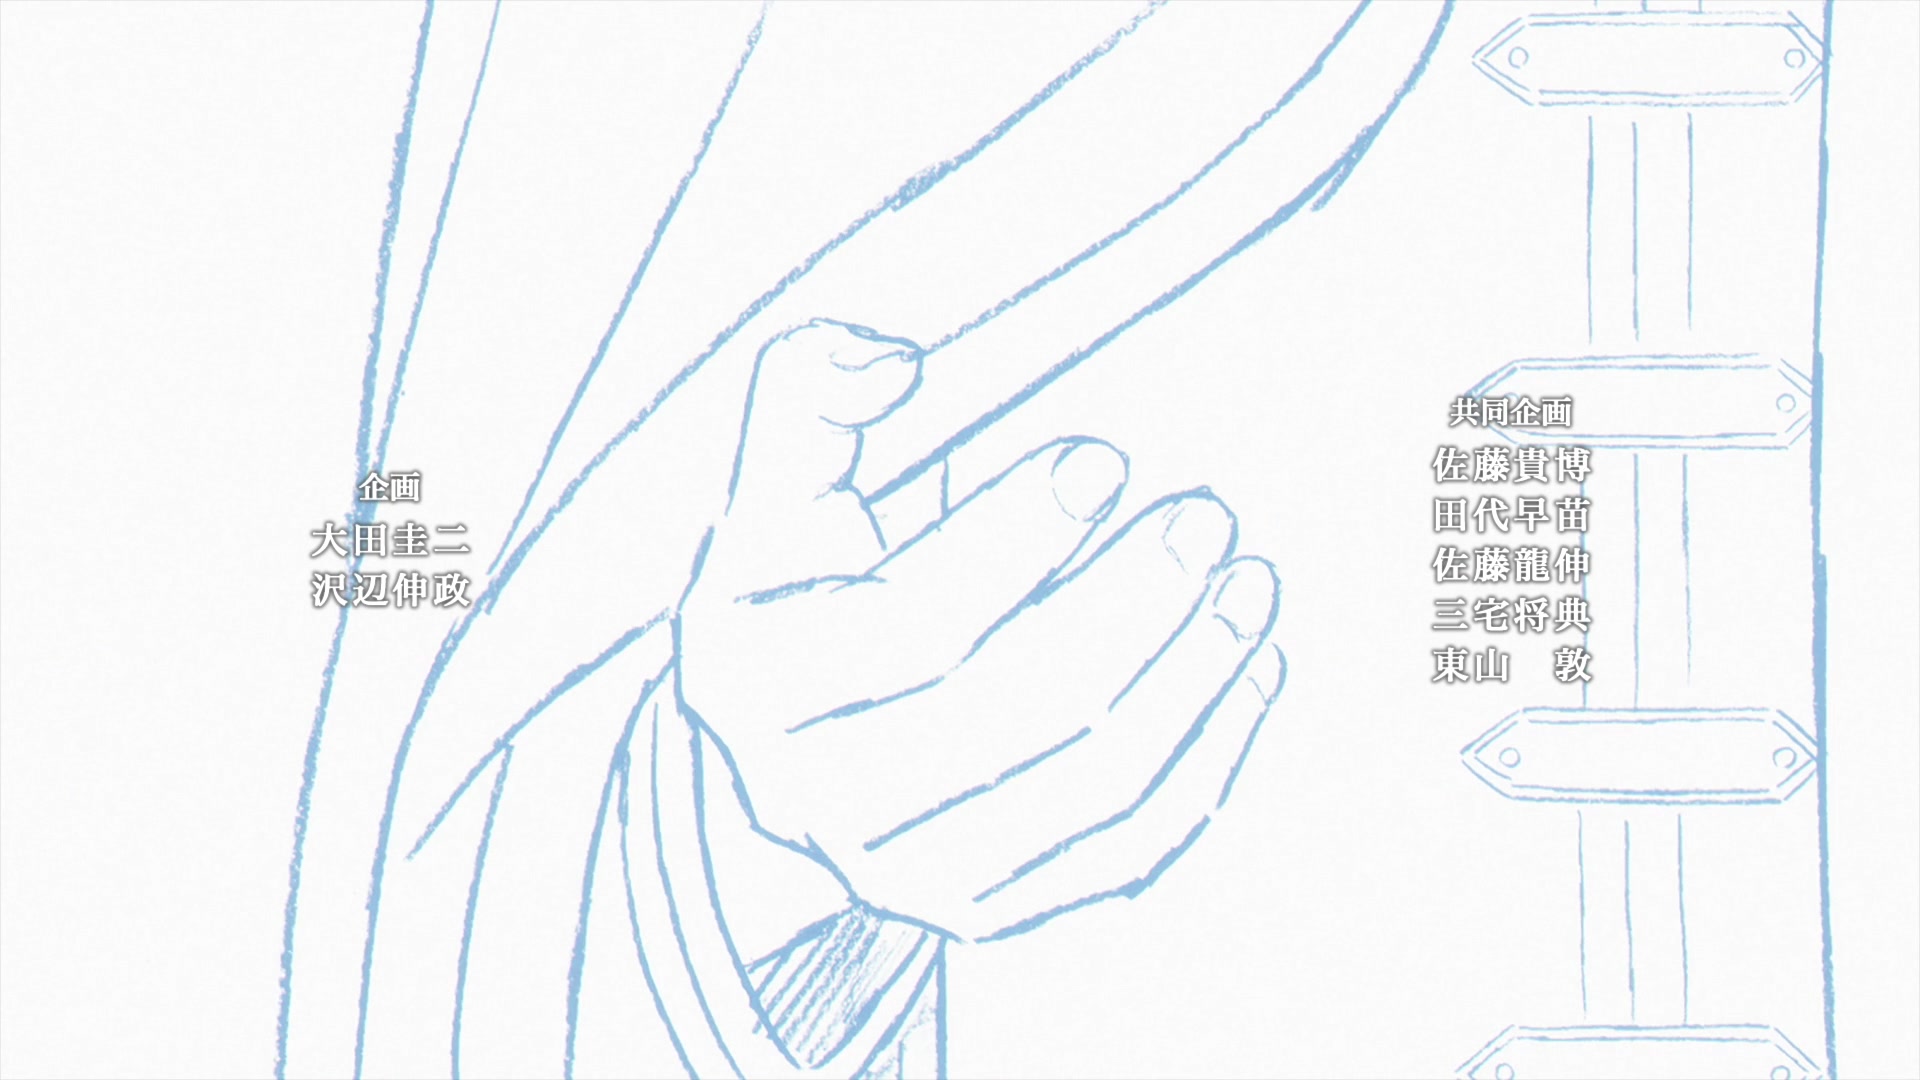 企画
大田圭二
沢辺伸政
共同企画
佐藤貴博
田代早苗
佐藤龍伸
三宅将典
東山　敦